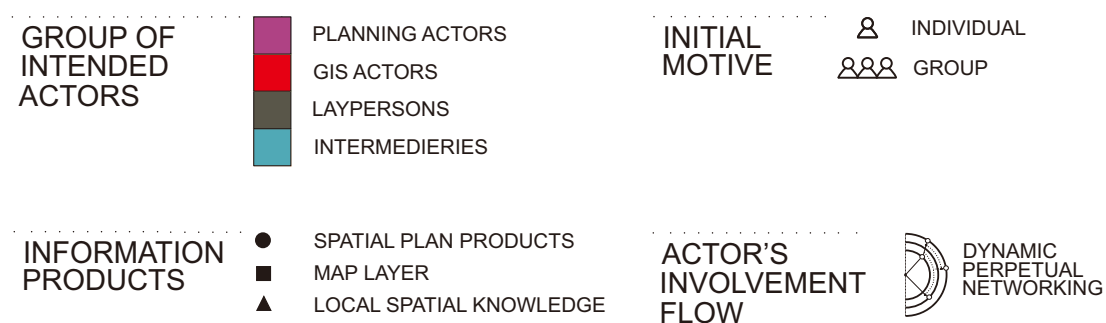 GROUP OF
INTENDED
ACTORS
PLANNING ACTORS
GIS ACTORS
LAYPERSONS
INTERMEDIERIES
INITIAL
MOTIVE
INDIVIDUAL
GROUP
INFORMATION
PRODUCTS
SPATIAL PLAN PRODUCTS
MAP LAYER
LOCAL SPATIAL KNOWLEDGE
ACTOR'S
INVOLVEMENT
FLOW
DYNAMIC
PERPETUAL
NETWORKING